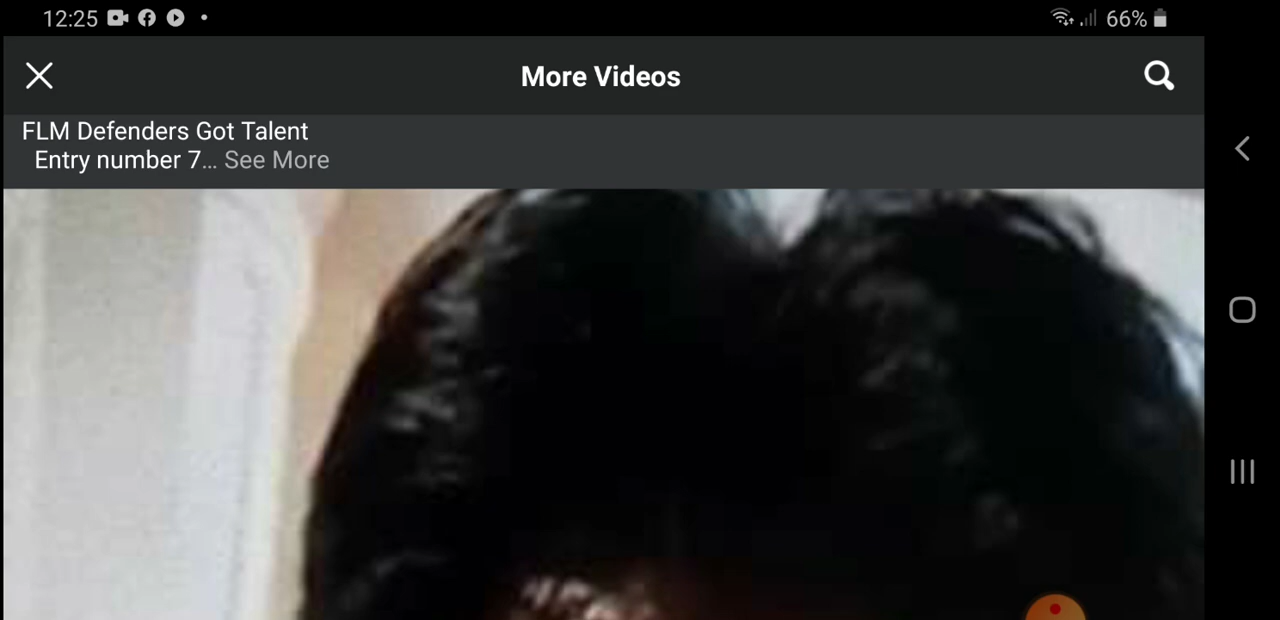 12:25
66%
More Videos
FLM Defenders Got Talent
Entry number 7... See More